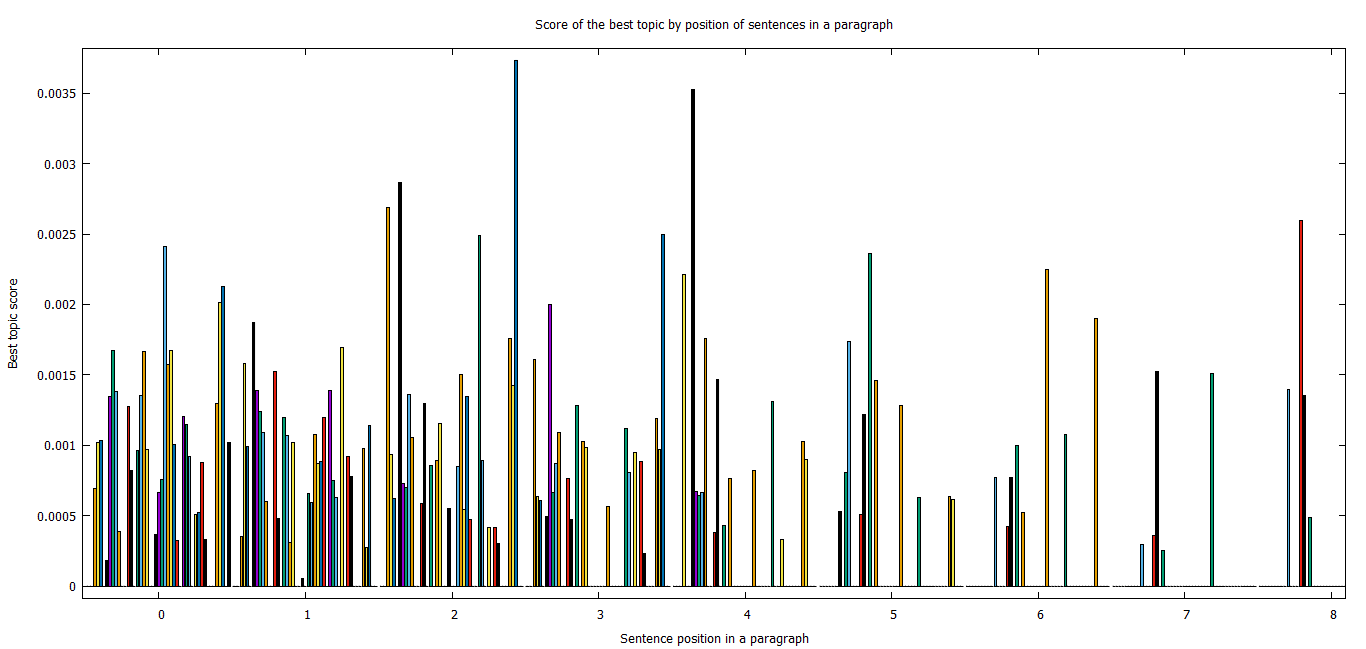 Score of the best topic by position of sentences in a paragraph
0.0035
0.003
0.0025
0.002
0.0015
0.001
0.0005
0
Best topic score
0 1 2 3 4 5 6 7 8
Sentence position in a paragraph